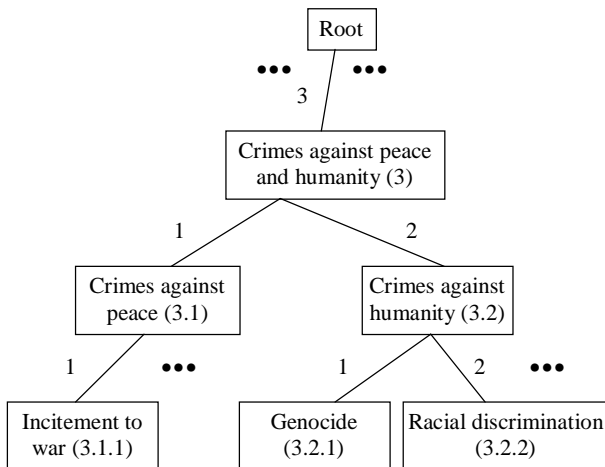 Root
3
Crimes against peace
and humanity (3)
1
2
Crimes against
peace (3.1)
Crimes against
humanity (3.2)
1
1
2
Incitement to
war (3.1.1)
Genocide
(3.2.1)
Racial discrimination
(3.2.2)